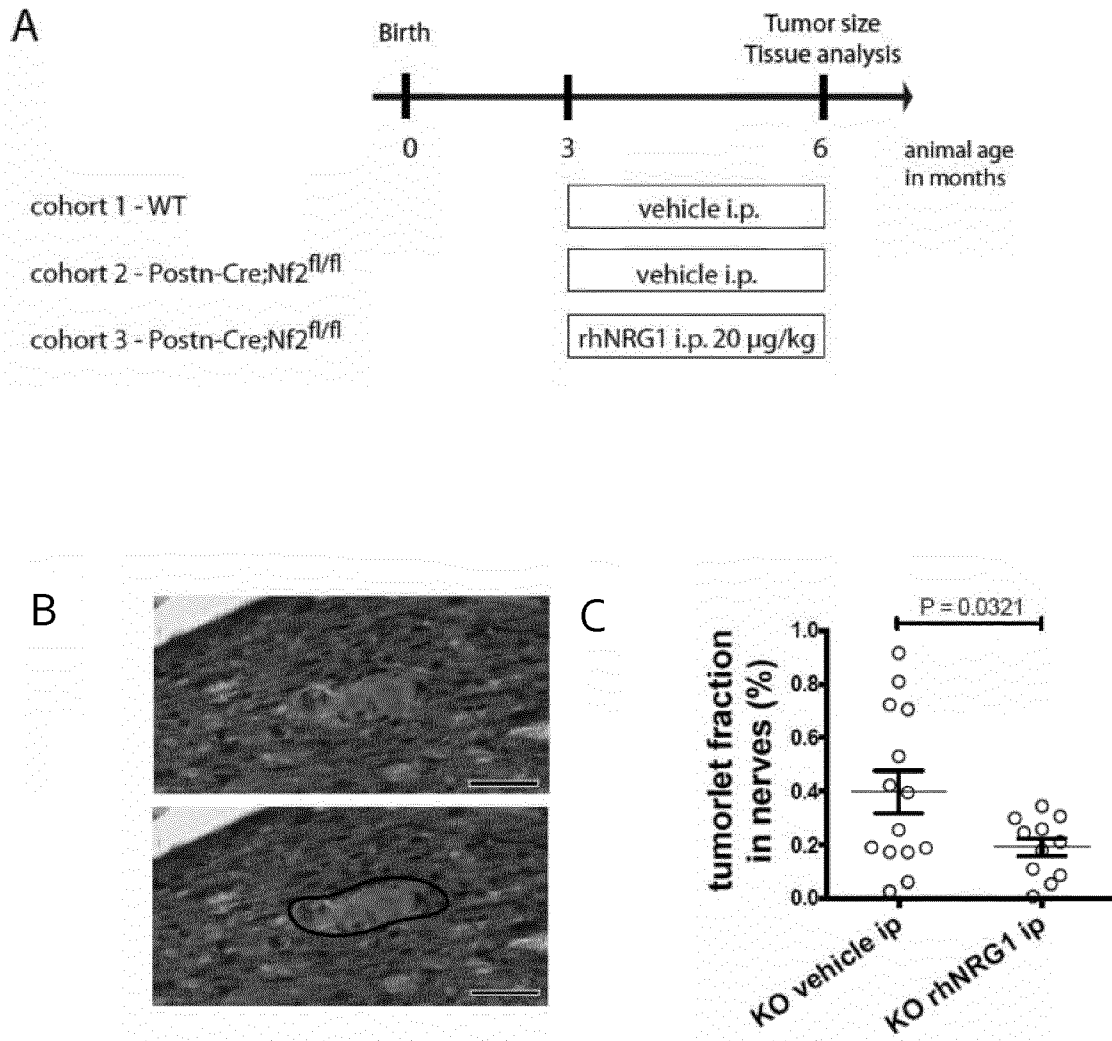 A
Birth
Tumor size
Tissue analysis
0
3
6
animal age
in months
cohort 1 - WT
vehicle i.p.
cohort 2 - Postn-Cre;Nf2fl/fl
vehicle i.p.
cohort 3 - Postn-Cre;Nf2fl/fl
rhNRG1 i.p. 20 µg/kg
B
C
P = 0.0321
tumorlet fraction
in nerves (%)
1.0
0.8
0.6
0.4
0.2
0.0
KO vehicle ip
KO rhNRG1 ip